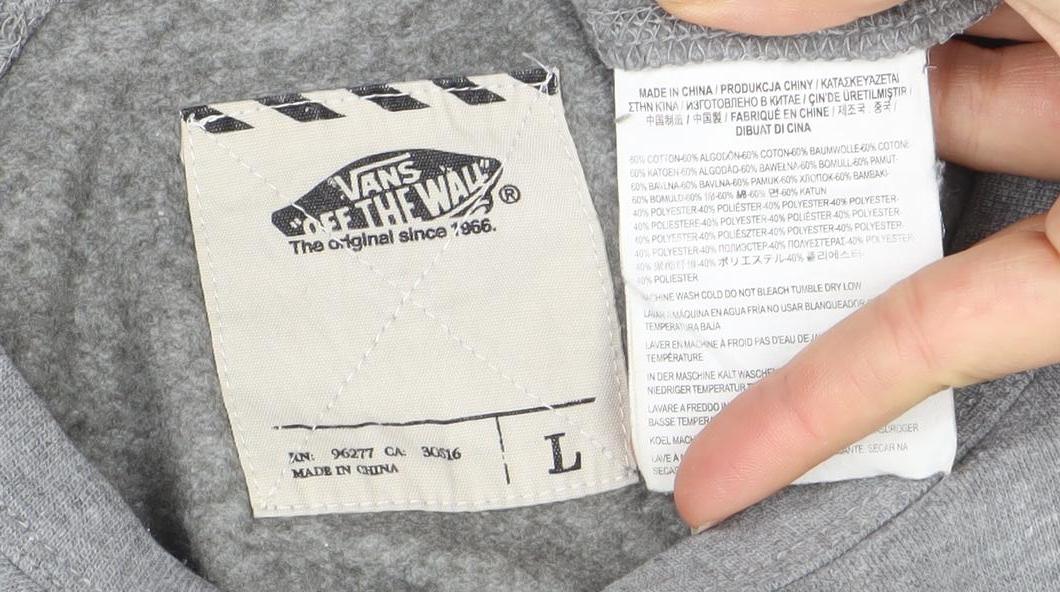 VANS
"OFF THE WALL"
®
The original since 1966.
RN: 96277 CA: 30516
MADE IN CHINA
L
MADE IN CHINA / PRODUKCJA CHINY / ΚΑΤΑΣΚΕΥΑΖΕΤΑΙ
ΣΤΗΝ ΚΙΝΑ / ИЗГОТОВЛЕНО В КИТАЕ / ÇIN'DE ÜRETILMIŞTIR /
中国制造 / 中国製 / FABRIQUÉ EN CHINE / 제조국 : 중국 /
DIBUAT DI CINA
60% COTTON-60% ALGODÓN-60% COTON-60% BAUMWOLLE-60% COTONE
60% KATOEN-60% ALGODÃO-60% BAWEŁNA-60% BOMULL-60% PAMUT-
60% BAVLNA-60% BAVLNA-60% PAMUK-60% ХЛОПОК-60% ΒΑΜΒΑΚΙ-
60% BOMULD-60% 棉-60% 綿-60% 면-60% KATUN
40% POLYESTER-40% POLIÉSTER-40% POLYESTER-40% POLYESTER-
40% POLIESTERE-40% POLYESTER-40% POLIÉSTER-40% POLIESTER-
40% POLYESTER-40% POLIÉSZTER-40% POLYESTER-40% POLYESTER-
40% POLYESTER-40% ПОЛИЭСТЕР-40% ΠΟΛΥΕΣΤΕΡΑΣ-40% POLYESTER-
40% 聚酯纤维-40% ポリエステル-40% 폴리에스터-
40% POLIESTER
MACHINE WASH COLD DO NOT BLEACH TUMBLE DRY LOW
LAVAR A MÁQUINA EN AGUA FRÍA NO USAR BLANQUEADOR
TEMPERATURA BAJA
LAVER EN MACHINE À FROID PAS D'EAU DE
TEMPÉRATURE
IN DER MASCHINE KALT WASCHEN
NIEDRIGER TEMPERATUR
LAVARE A FREDDO IN
BASSE TEMPER
KOEL MACH
LAVE À
SECAR NA
SECAR